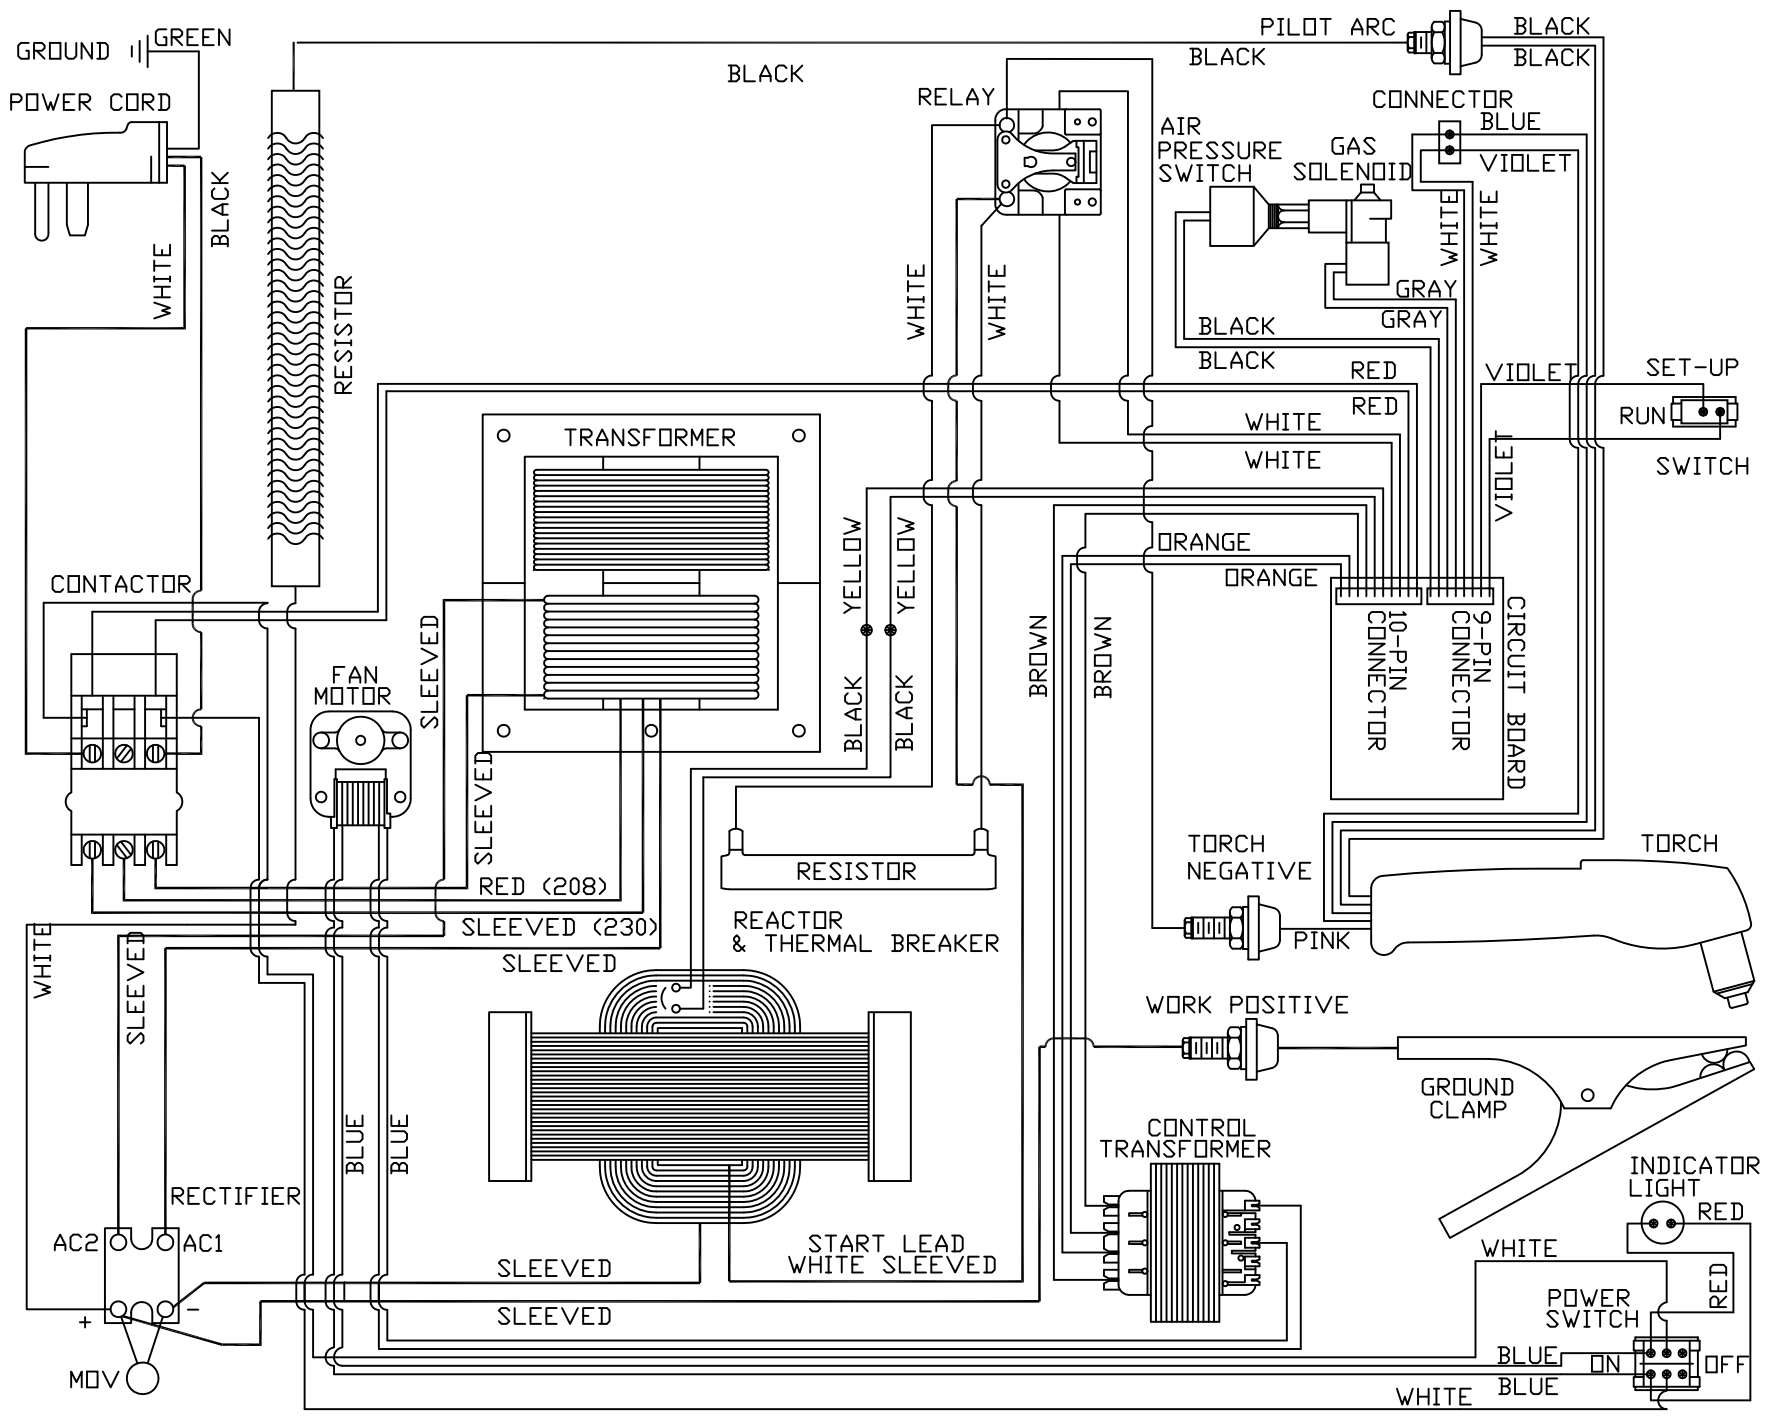 PILOT ARC
BLACK
GREEN
GROUND
BLACK
BLACK
BLACK
POWER CORD
RELAY
CONNECTOR
BLUE
AIR
PRESSURE
SWITCH
GAS
SOLENOID
VIOLET
BLACK
WHITE
WHITE
WHITE
RESISTOR
WHITE
WHITE
GRAY
GRAY
BLACK
BLACK
RED
RED
VIOLET
SET-UP
RUN
SWITCH
WHITE
WHITE
VIOLET
TRANSFORMER
YELLOW
YELLOW
ORANGE
ORANGE
CONTACTOR
SLEEVED
BROWN
BROWN
10-PIN
CONNECTOR
9-PIN
CONNECTOR
CIRCUIT BOARD
FAN
MOTOR
BLACK
BLACK
SLEEVED
TORCH
NEGATIVE
TORCH
RESISTOR
RED (208)
SLEEVED (230)
REACTOR
& THERMAL BREAKER
PINK
WHITE
SLEEVED
SLEEVED
WORK POSITIVE
GROUND
CLAMP
BLUE
BLUE
CONTROL
TRANSFORMER
INDICATOR
LIGHT
RED
RECTIFIER
AC2
AC1
START LEAD
WHITE SLEEVED
WHITE
SLEEVED
RED
+
-
SLEEVED
POWER
SWITCH
MOV
BLUE
ON
OFF
BLUE
WHITE